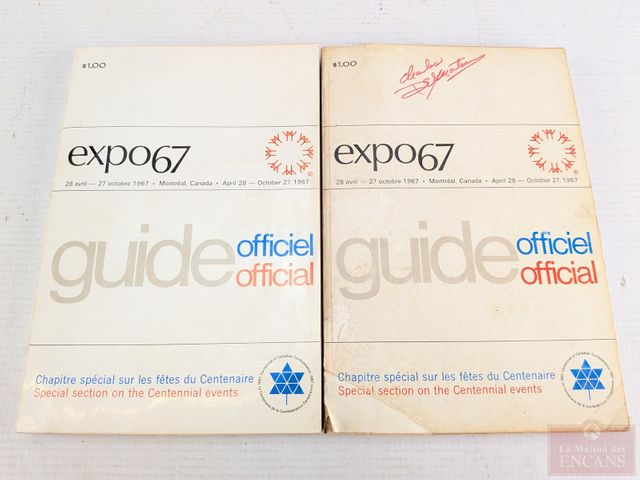 $1.00
expo67
28 avril — 27 octobre 1967 • Montréal, Canada • April 28 — October 27, 1967
guide officiel
official
Chapitre spécial sur les fêtes du Centenaire
Special section on the Centennial events
$1.00
Charles
expo67
28 avril — 27 octobre 1967 • Montréal, Canada • April 28 — October 27, 1967
guide officiel
official
Chapitre spécial sur les fêtes du Centenaire
Special section on the Centennial events
La Maison des
ENCANS